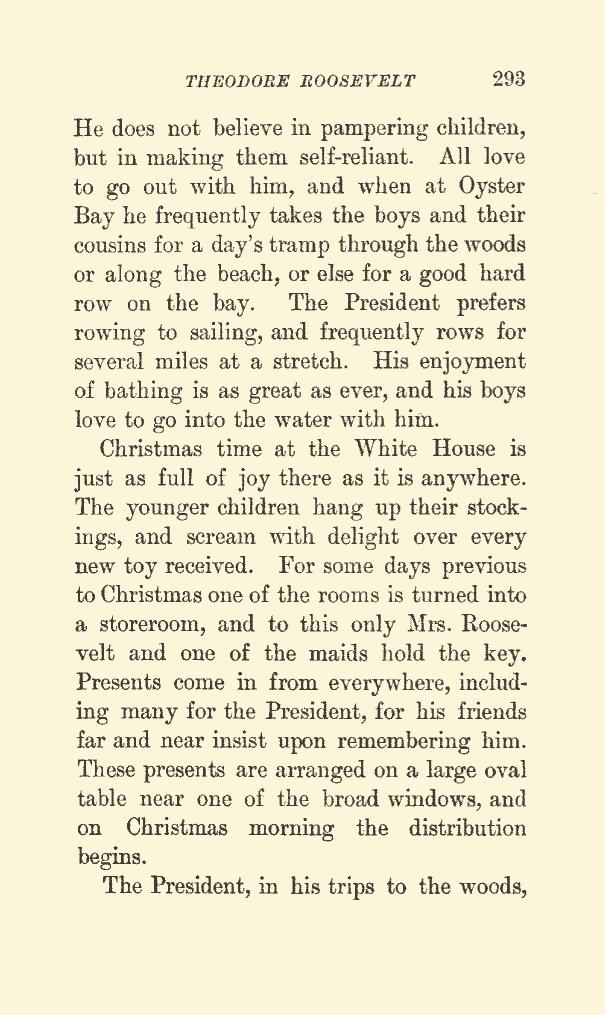 THEODORE ROOSEVELT 293
He does not believe in pampering children,
but in making them self-reliant. All love
to go out with him, and when at Oyster
Bay he frequently takes the boys and their
cousins for a day's tramp through the woods
or along the beach, or else for a good hard
row on the bay. The President prefers
rowing to sailing, and frequently rows for
several miles at a stretch. His enjoyment
of bathing is as great as ever, and his boys
love to go into the water with him.
Christmas time at the White House is
just as full of joy there as it is anywhere.
The younger children hang up their stock-
ings, and scream with delight over every
new toy received. For some days previous
to Christmas one of the rooms is turned into
a storeroom, and to this only Mrs. Roose-
velt and one of the maids hold the key.
Presents come in from everywhere, includ-
ing many for the President, for his friends
far and near insist upon remembering him.
These presents are arranged on a large oval
table near one of the broad windows, and
on Christmas morning the distribution
begins.
The President, in his trips to the woods,